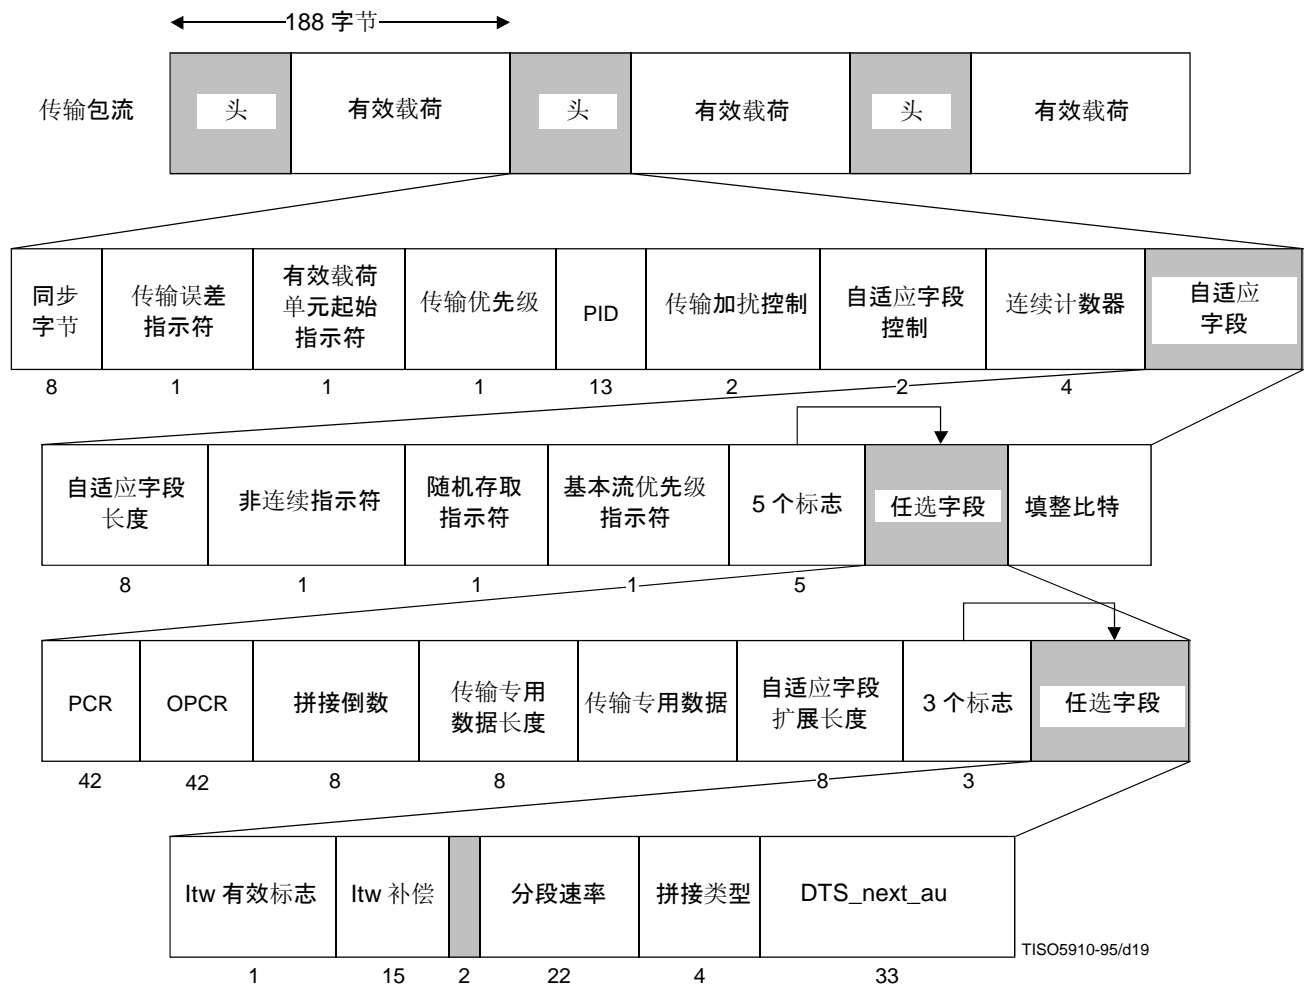 188 字节
传输包流
头
有效载荷
头
有效载荷
头
有效载荷
同步
字节
传输误差
指示符
有效载荷
单元起始
指示符
传输优先级
PID
传输加扰控制
自适应字段
控制
连续计数器
自适应
字段
8
1
1
1
13
2
2
4
自适应字段
长度
非连续指示符
随机存取
指示符
基本流优先级
指示符
5 个标志
任选字段
填整比特
8
1
1
1
5
PCR
OPCR
拼接倒数
传输专用
数据长度
传输专用数据
自适应字段
扩展长度
3 个标志
任选字段
42
42
8
8
8
3
Itw 有效标志
Itw 补偿
分段速率
拼接类型
DTS_next_au
TISO5910-95/d19
1
15
2
22
4
33